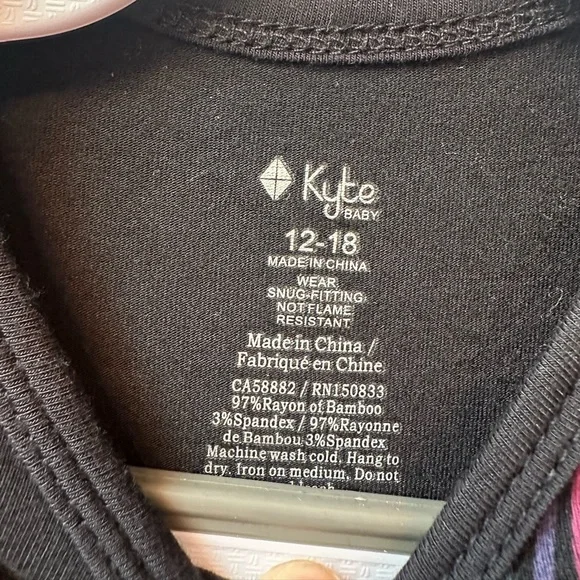 Kyte
BABY
12-18
MADE IN CHINA
WEAR
SNUG-FITTING
NOT FLAME
RESISTANT
Made in China /
Fabriqué en Chine
CA58882 / RN150833
97%Rayon of Bamboo
3%Spandex / 97%Rayonne
de Bambou 3%Spandex
Machine wash cold, Hang to
dry. Iron on medium, Do not